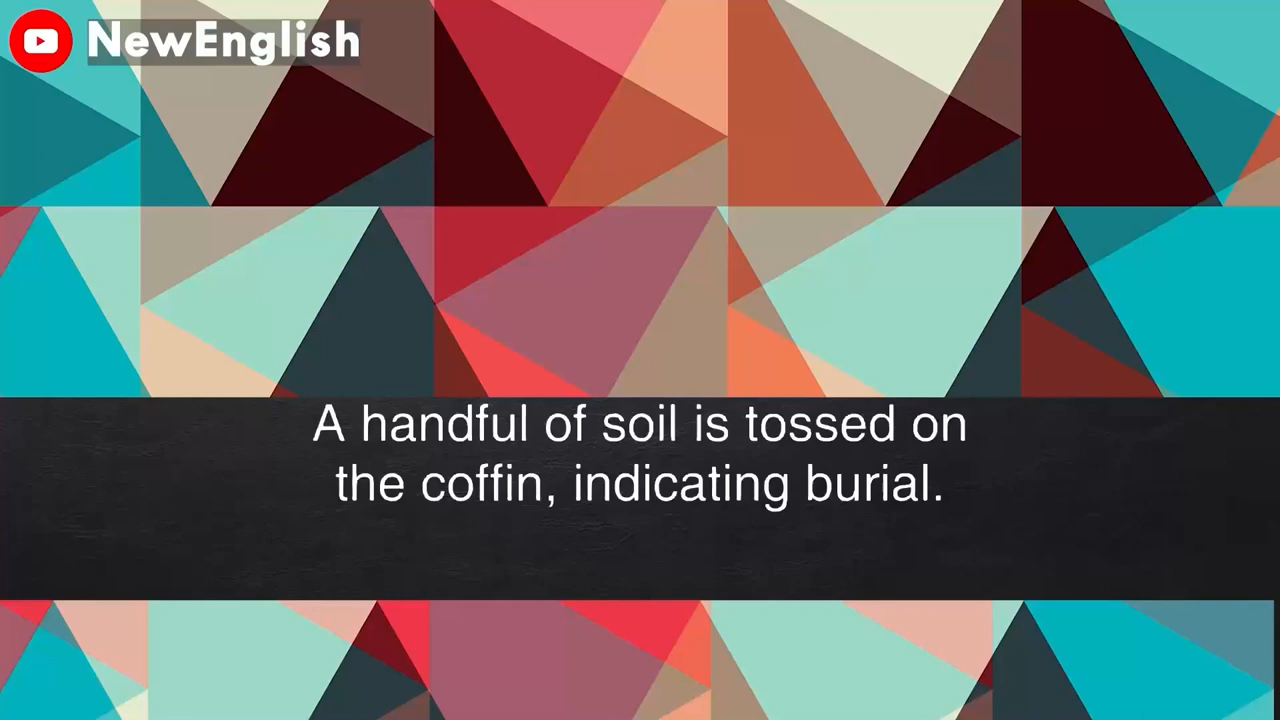 NewEnglish
A handful of soil is tossed on
the coffin, indicating burial.